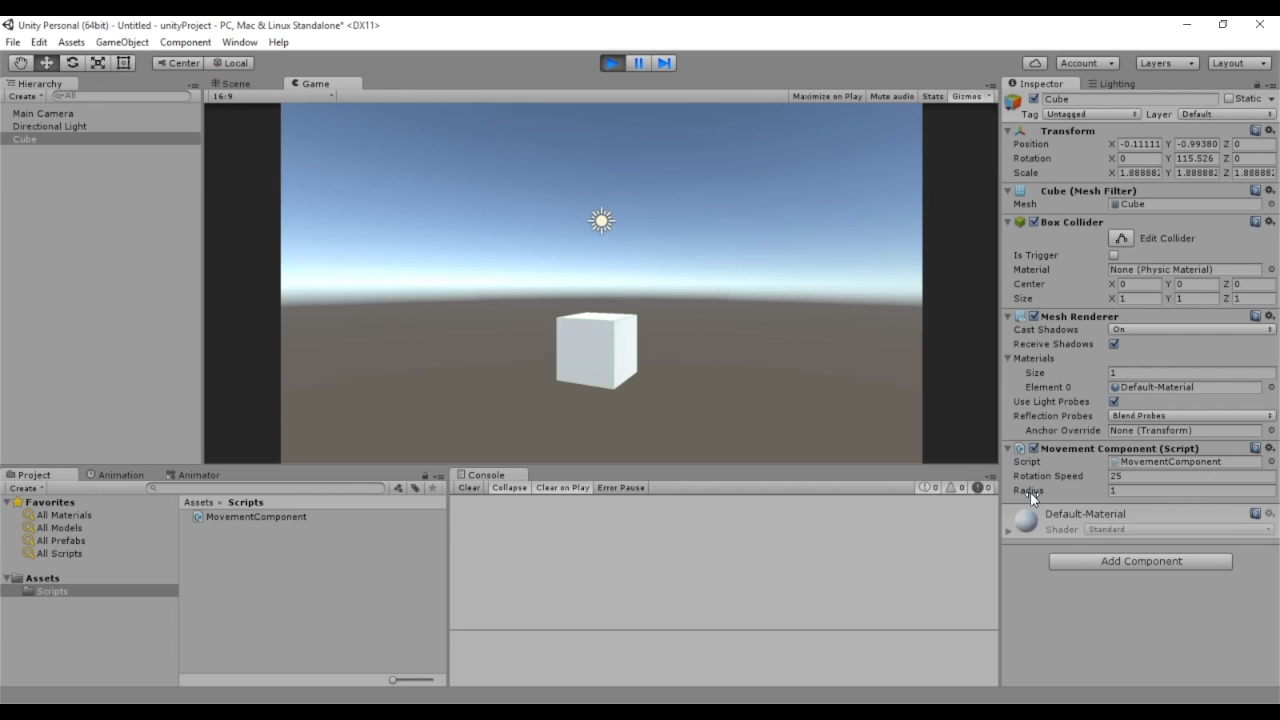 Unity Personal (64bit) - Untitled - unityProject - PC, Mac & Linux Standalone* <DX11>
File Edit Assets GameObject Component Window Help
Center Local Account Layers Layout
Hierarchy
Create All
Main Camera
Directional Light
Cube
Scene Game
16:9 Maximize on Play Mute audio Stats Gizmos
Inspector Lighting
Cube Static
Tag Untagged Layer Default
Transform
Position X -0.11111 Y -0.99380 Z 0
Rotation X 0 Y 115.526 Z 0
Scale X 1.888882 Y 1.888882 Z 1.888882
Cube (Mesh Filter)
Mesh Cube
Box Collider
Edit Collider
Is Trigger
Material None (Physic Material)
Center X 0 Y 0 Z 0
Size X 1 Y 1 Z 1
Mesh Renderer
Cast Shadows On
Receive Shadows
Materials
Size 1
Element 0 Default-Material
Use Light Probes
Reflection Probes Blend Probes
Anchor Override None (Transform)
Movement Component (Script)
Script MovementComponent
Rotation Speed 25
Radius 1
Default-Material
Shader Standard
Add Component
Project Animation Animator
Create
Favorites
All Materials
All Models
All Prefabs
All Scripts
Assets
Scripts
Assets Scripts
MovementComponent
Console
Clear Collapse Clear on Play Error Pause 0 0 0